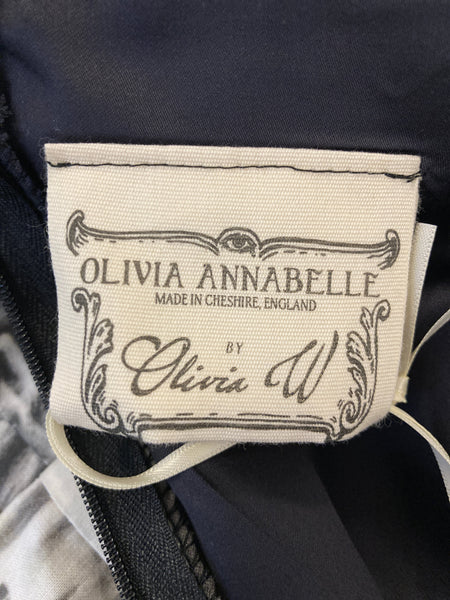 OLIVIA ANNABELLE
MADE IN CHESHIRE, ENGLAND
BY
Olivia W